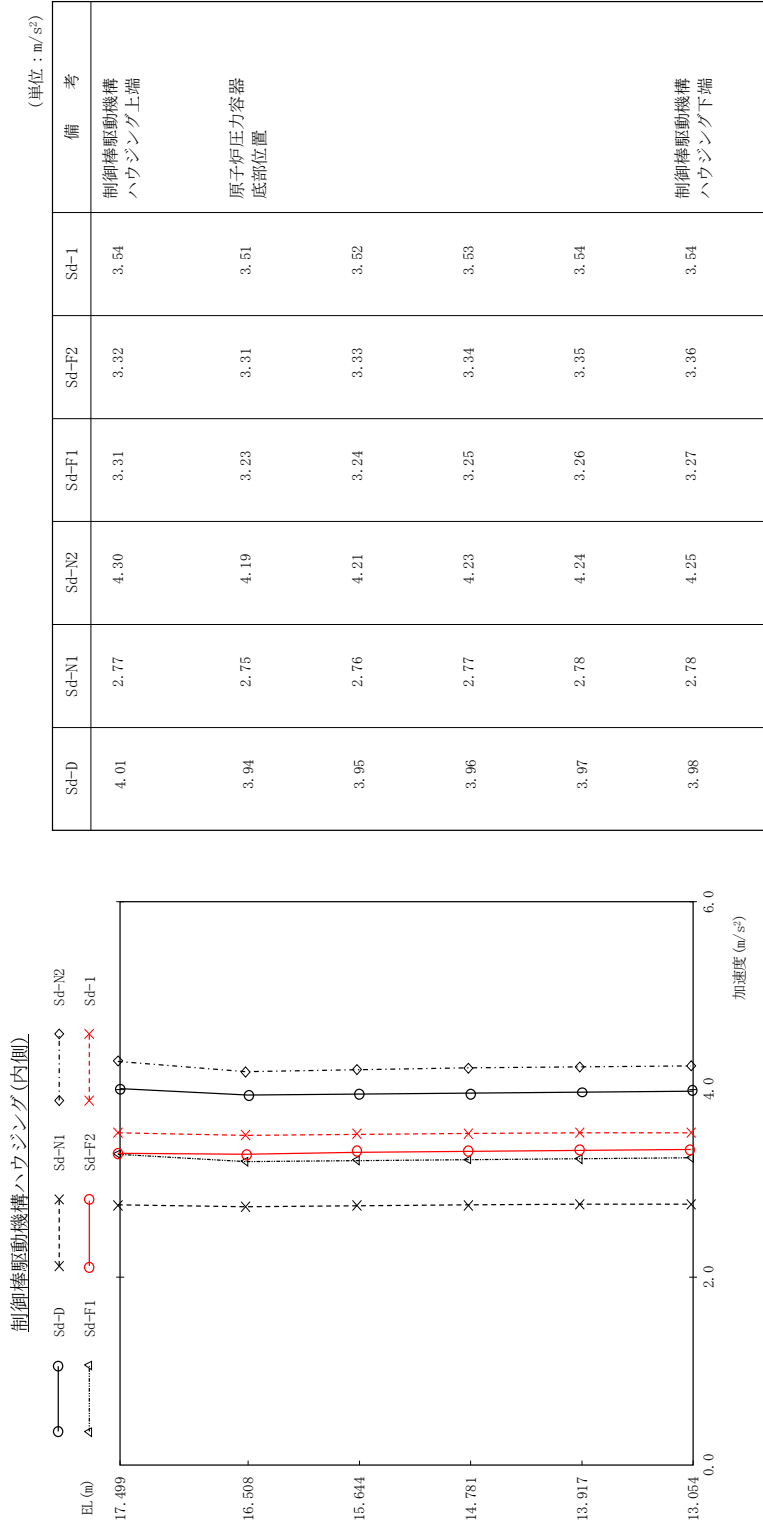 制御棒駆動機構ハウジング(内側)
Sd-D Sd-N1 Sd-N2
Sd-F1 Sd-F2 Sd-1
EL(m)
17.499
16.508
15.644
14.781
13.917
13.054
0.0 2.0 4.0 6.0
加速度(m/s²)
(単位：m/s²)
Sd-D Sd-N1 Sd-N2 Sd-F1 Sd-F2 Sd-1 備 考
4.01 2.77 4.30 3.31 3.32 3.54 制御棒駆動機構
ハウジング上端
3.94 2.75 4.19 3.23 3.31 3.51 原子炉圧力容器
底部位置
3.95 2.76 4.21 3.24 3.33 3.52
3.96 2.77 4.23 3.25 3.34 3.53
3.97 2.78 4.24 3.26 3.35 3.54
3.98 2.78 4.25 3.27 3.36 3.54 制御棒駆動機構
ハウジング下端